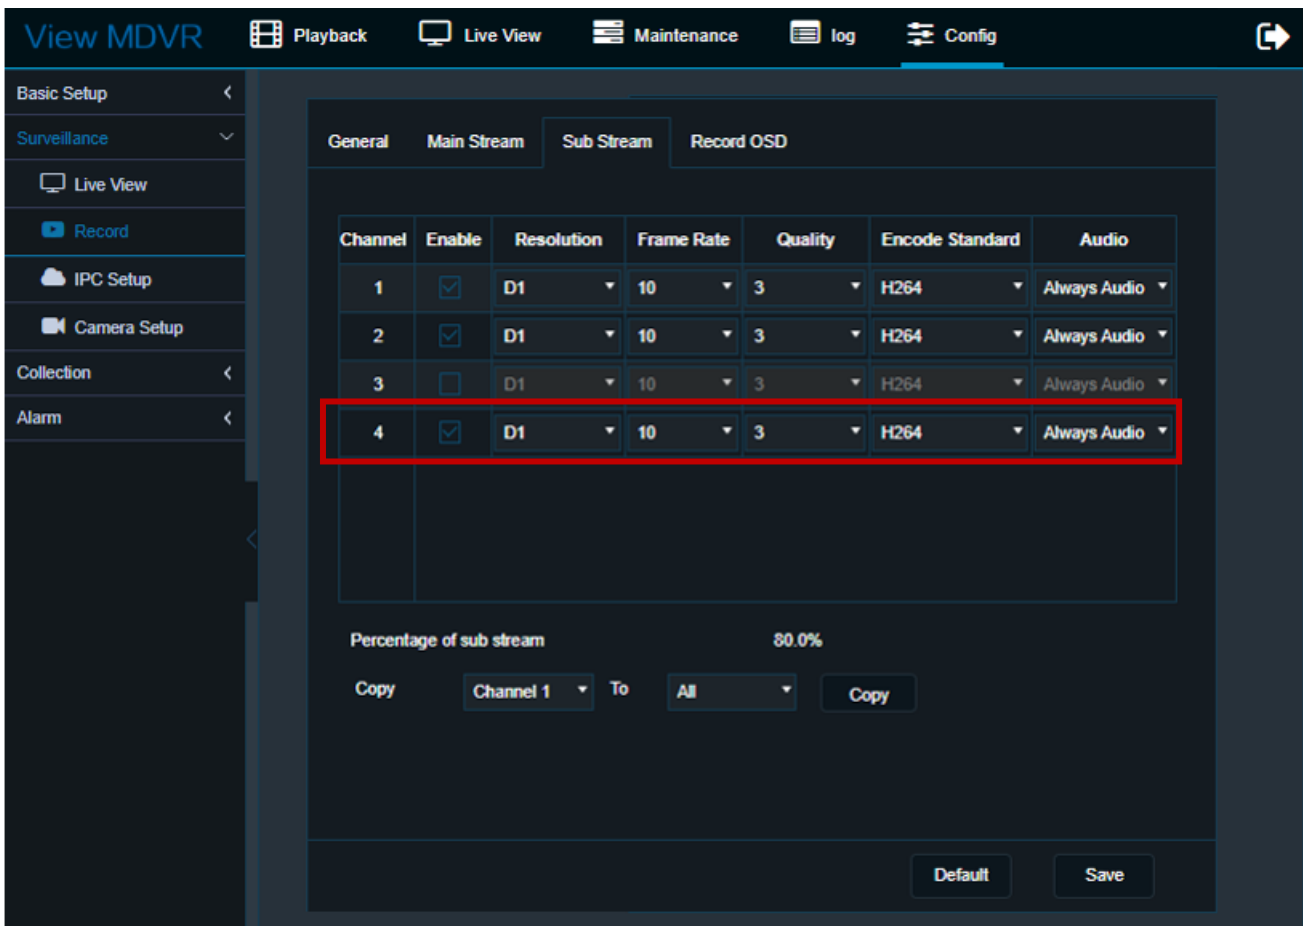 View MDVR Playback Live View Maintenance log Config
Basic Setup
Surveillance
Live View
Record
IPC Setup
Camera Setup
Collection
Alarm
General Main Stream Sub Stream Record OSD
Channel Enable Resolution Frame Rate Quality Encode Standard Audio
1 D1 10 3 H264 Always Audio
2 D1 10 3 H264 Always Audio
3 D1 10 3 H264 Always Audio
4 D1 10 3 H264 Always Audio
Percentage of sub stream 80.0%
Copy Channel 1 To All Copy
Default Save